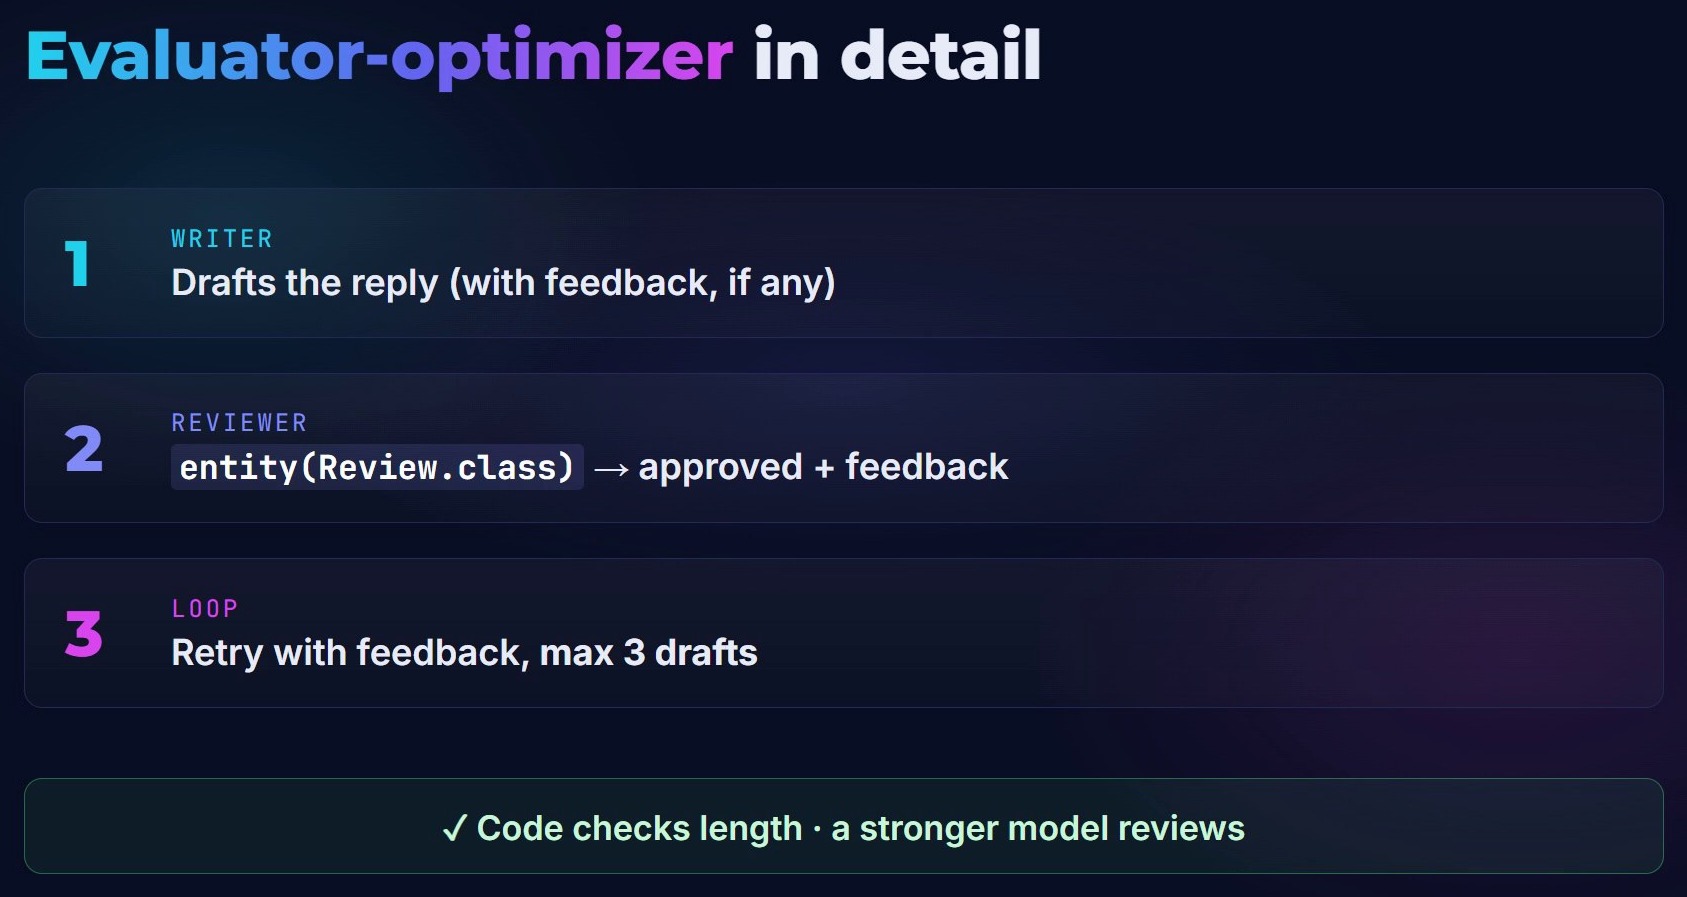 Evaluator-optimizer in detail
1
WRITER
Drafts the reply (with feedback, if any)
2
REVIEWER
entity(Review.class) → approved + feedback
3
LOOP
Retry with feedback, max 3 drafts
✓ Code checks length · a stronger model reviews